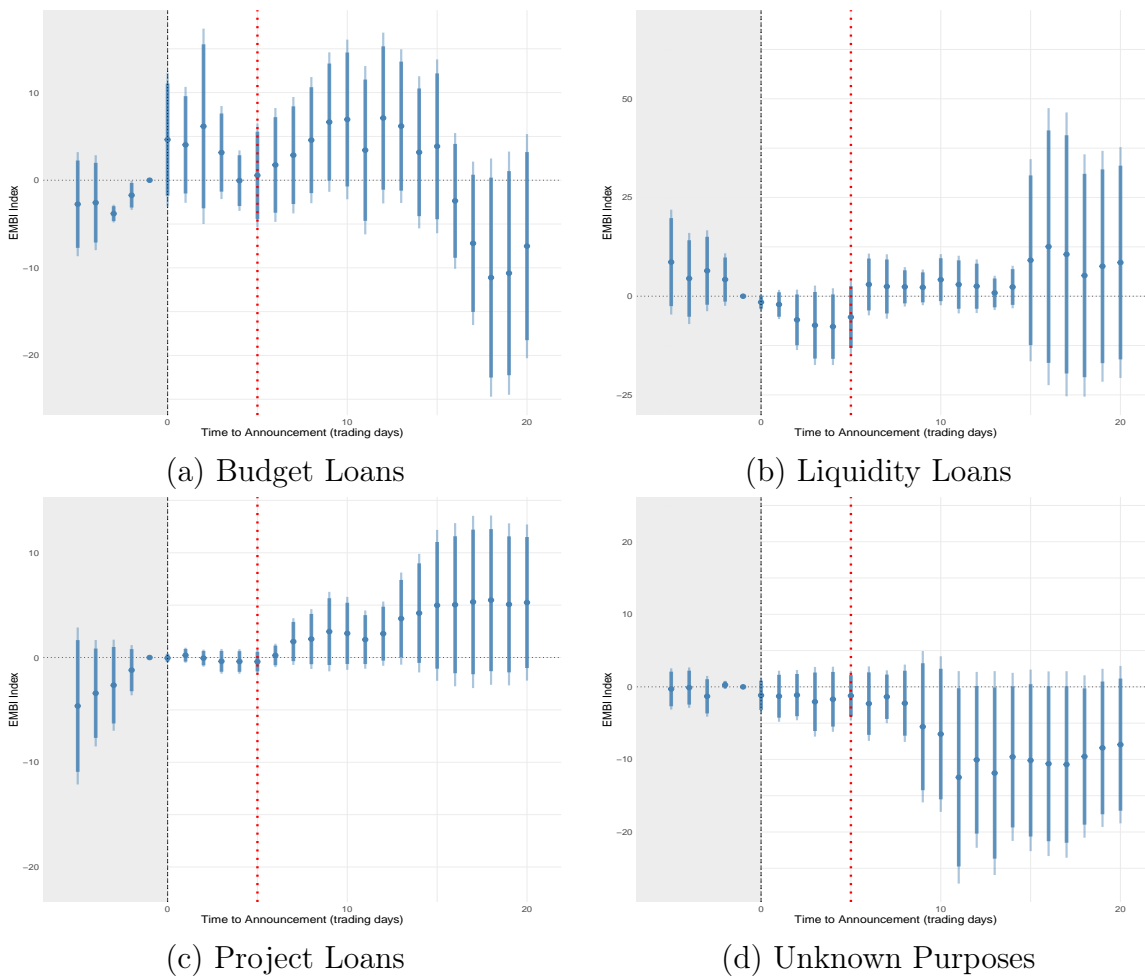 EMBI Index
10
0
−10
−20
0
10
20
Time to Announcement (trading days)
(a) Budget Loans
EMBI Index
50
25
0
−25
0
10
20
Time to Announcement (trading days)
(b) Liquidity Loans
EMBI Index
10
0
−10
−20
0
10
20
Time to Announcement (trading days)
(c) Project Loans
EMBI Index
20
10
0
−10
−20
0
10
20
Time to Announcement (trading days)
(d) Unknown Purposes